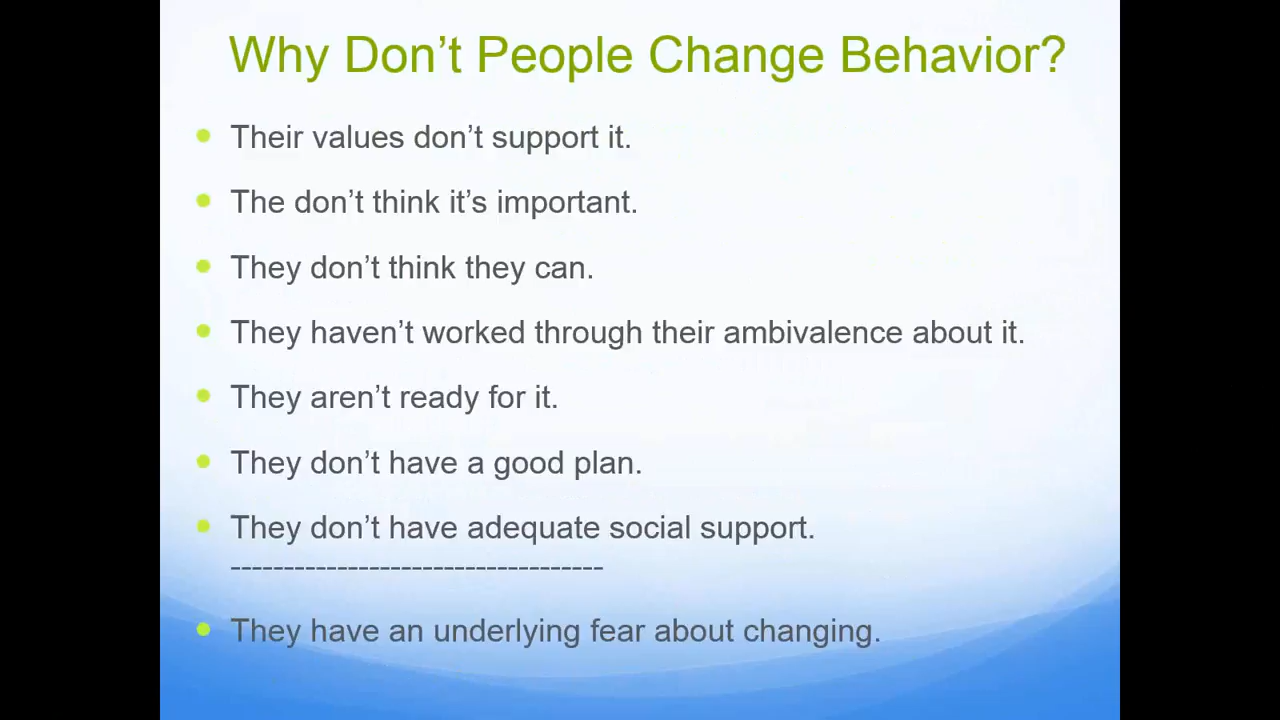 Why Don’t People Change Behavior?
Their values don’t support it.
The don’t think it’s important.
They don’t think they can.
They haven’t worked through their ambivalence about it.
They aren’t ready for it.
They don’t have a good plan.
They don’t have adequate social support.
-----------------------------------
They have an underlying fear about changing.